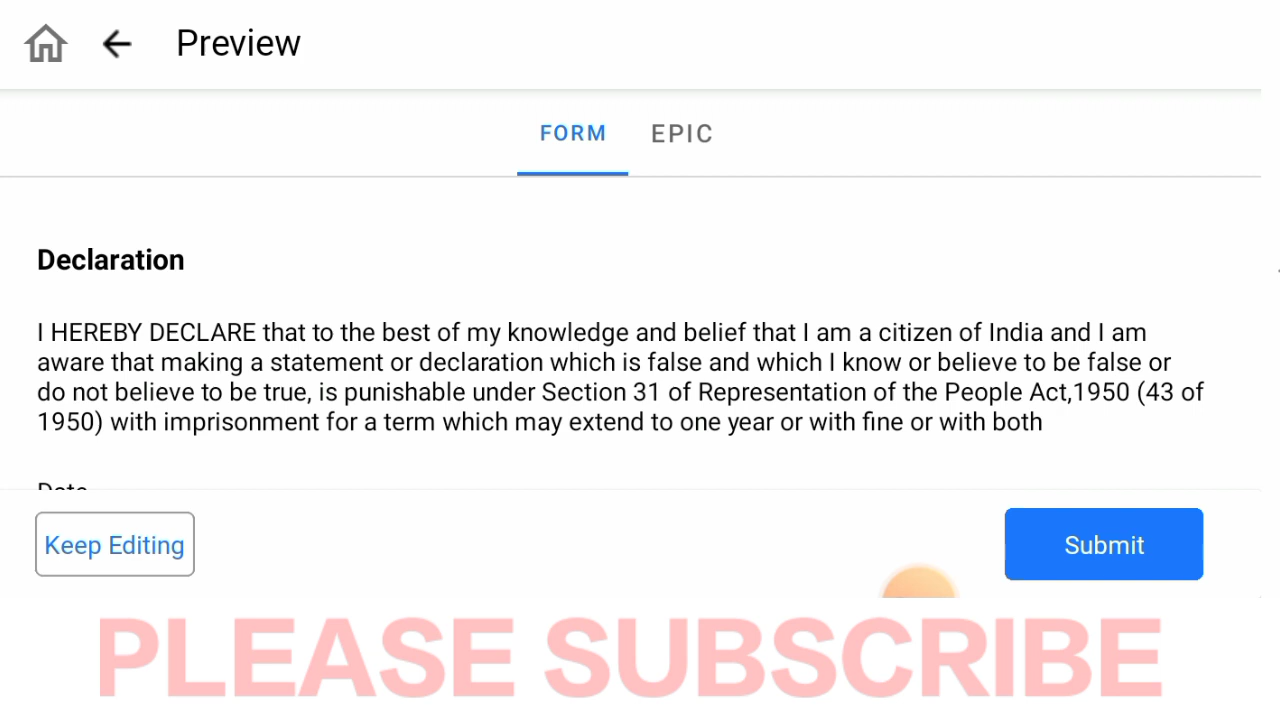 Preview
FORM EPIC
Declaration
I HEREBY DECLARE that to the best of my knowledge and belief that I am a citizen of India and I am
aware that making a statement or declaration which is false and which I know or believe to be false or
do not believe to be true, is punishable under Section 31 of Representation of the People Act,1950 (43 of
1950) with imprisonment for a term which may extend to one year or with fine or with both
Date
Keep Editing Submit
PLEASE SUBSCRIBE